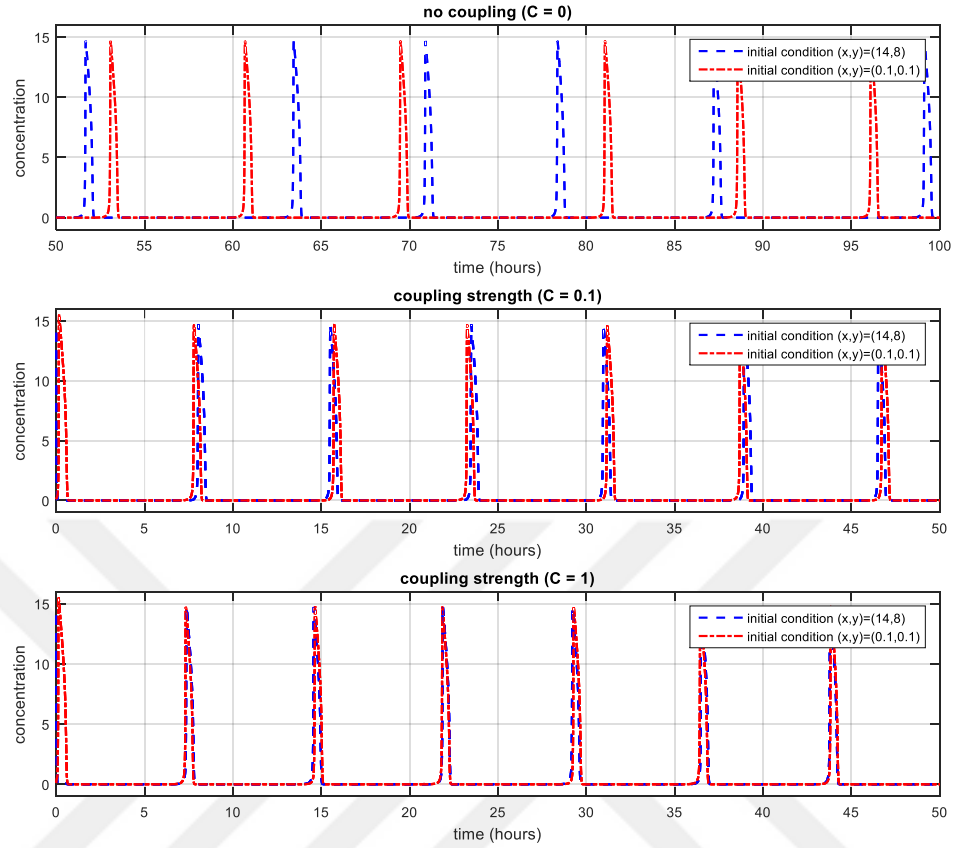 no coupling (C = 0)
15
10
5
0
concentration
initial condition (x,y)=(14,8)
initial condition (x,y)=(0.1,0.1)
50 55 60 65 70 75 80 85 90 95 100
time (hours)
coupling strength (C = 0.1)
15
10
5
0
concentration
initial condition (x,y)=(14,8)
initial condition (x,y)=(0.1,0.1)
0 5 10 15 20 25 30 35 40 45 50
time (hours)
coupling strength (C = 1)
15
10
5
0
concentration
initial condition (x,y)=(14,8)
initial condition (x,y)=(0.1,0.1)
0 5 10 15 20 25 30 35 40 45 50
time (hours)